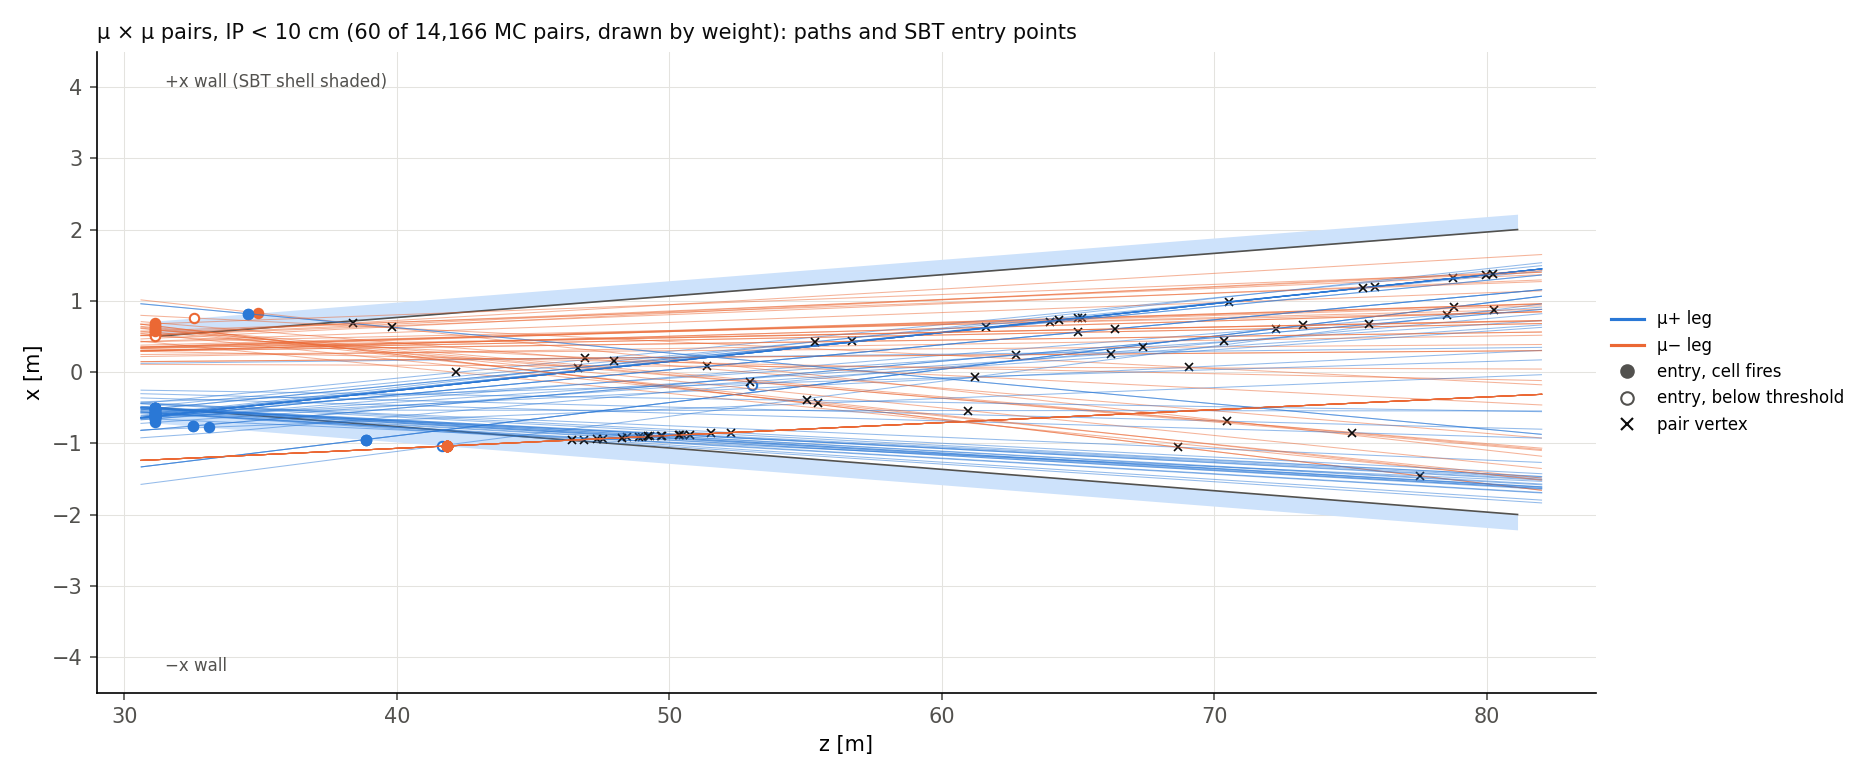 μ × μ pairs, IP < 10 cm (60 of 14,166 MC pairs, drawn by weight): paths and SBT entry points
+x wall (SBT shell shaded)
4
3
2
1
0
−1
−2
−3
−4
x [m]
−x wall
30
40
50
60
70
80
z [m]
μ+ leg
μ− leg
entry, cell fires
entry, below threshold
pair vertex